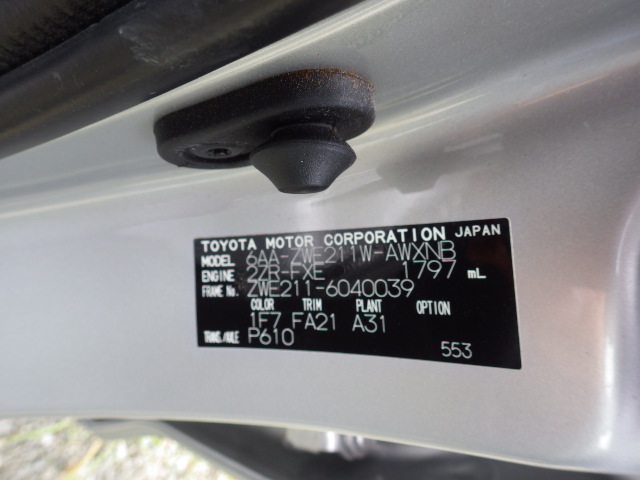 TOYOTA MOTOR CORPORATION JAPAN
MODEL 6AA-ZWE211W-AWXNB
ENGINE 2ZR-FXE 1797 mL
FRAME No. ZWE211-6040039
COLOR TRIM PLANT OPTION
1F7 FA21 A31
TRANS/AXLE P610
553